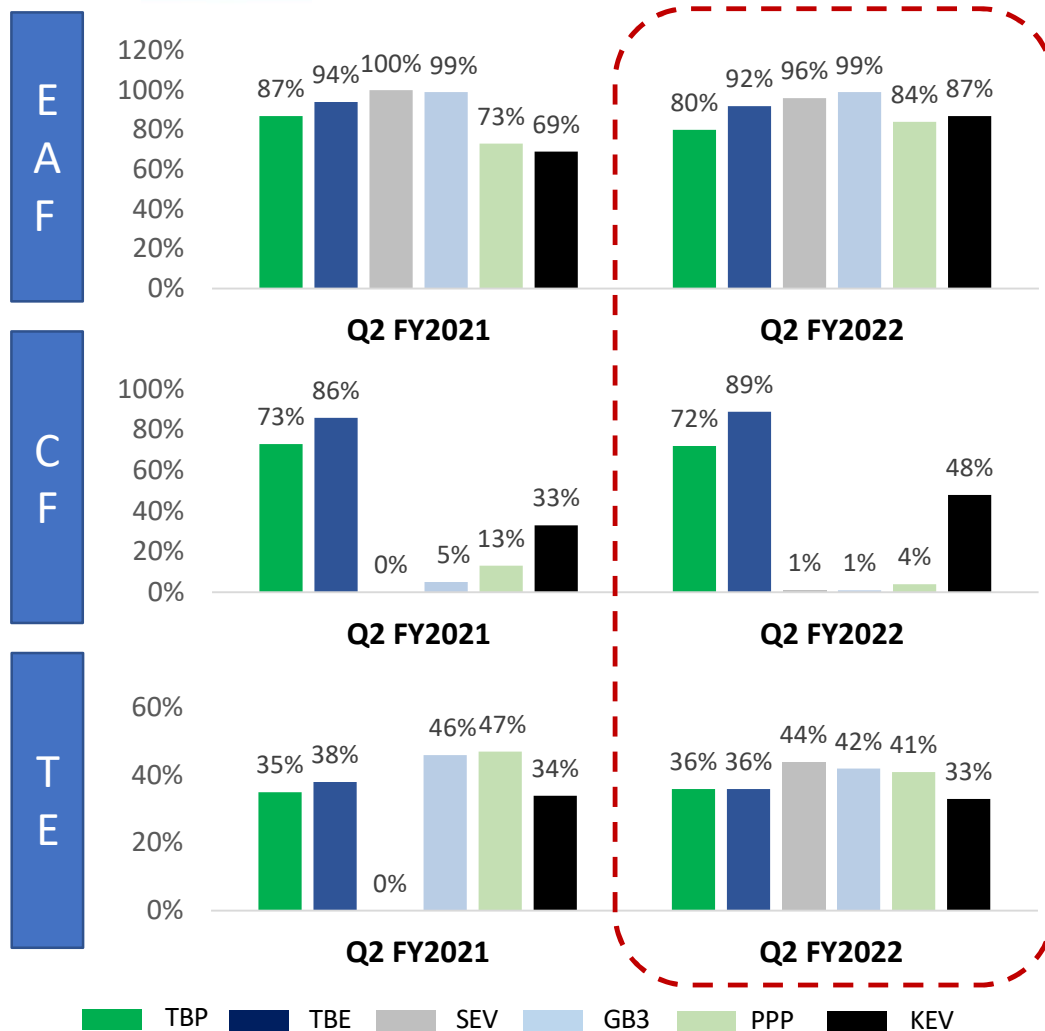 E
A
F
120%
100%
80%
60%
40%
20%
0%
87% 94% 100% 99% 73% 69%
80% 92% 96% 99% 84% 87%
Q2 FY2021 Q2 FY2022
C
F
100%
80%
60%
40%
20%
0%
73% 86% 0% 5% 13% 33%
72% 89% 1% 1% 4% 48%
Q2 FY2021 Q2 FY2022
T
E
60%
40%
20%
0%
35% 38% 0% 46% 47% 34%
36% 36% 44% 42% 41% 33%
Q2 FY2021 Q2 FY2022
TBP TBE SEV GB3 PPP KEV